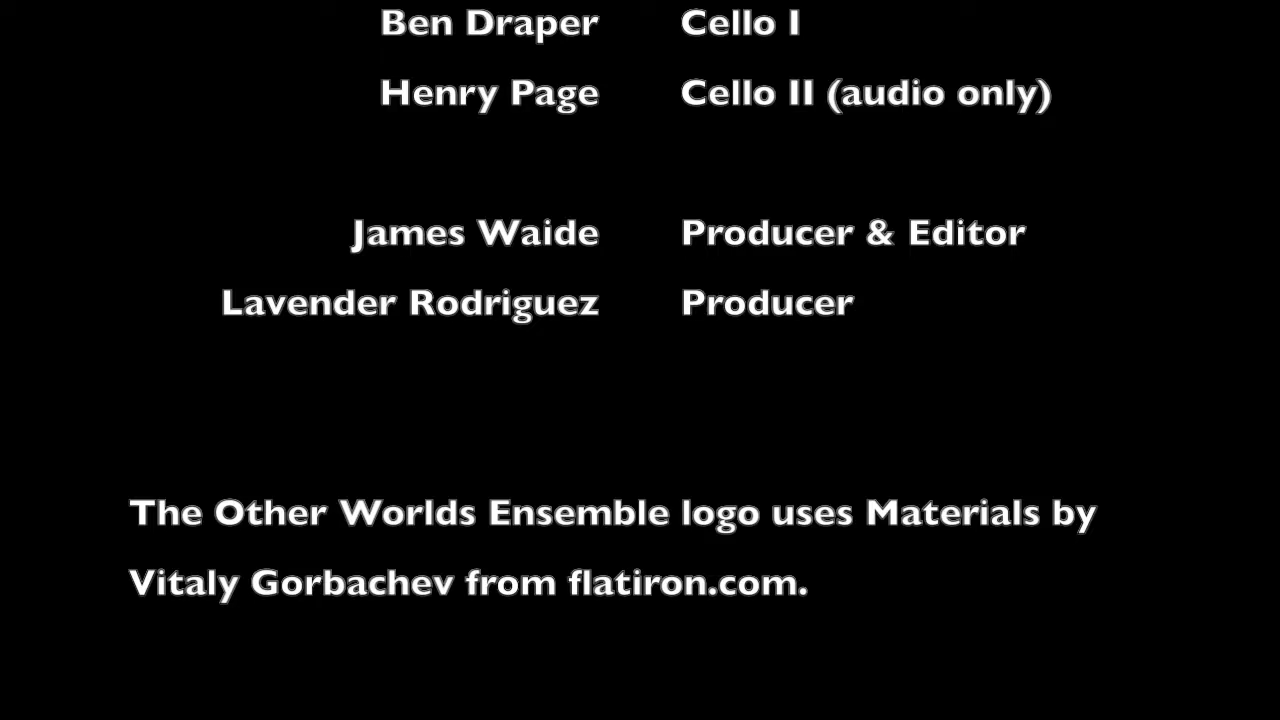 Ben Draper Cello I
Henry Page Cello II (audio only)
James Waide Producer & Editor
Lavender Rodriguez Producer
The Other Worlds Ensemble logo uses Materials by
Vitaly Gorbachev from flatiron.com.